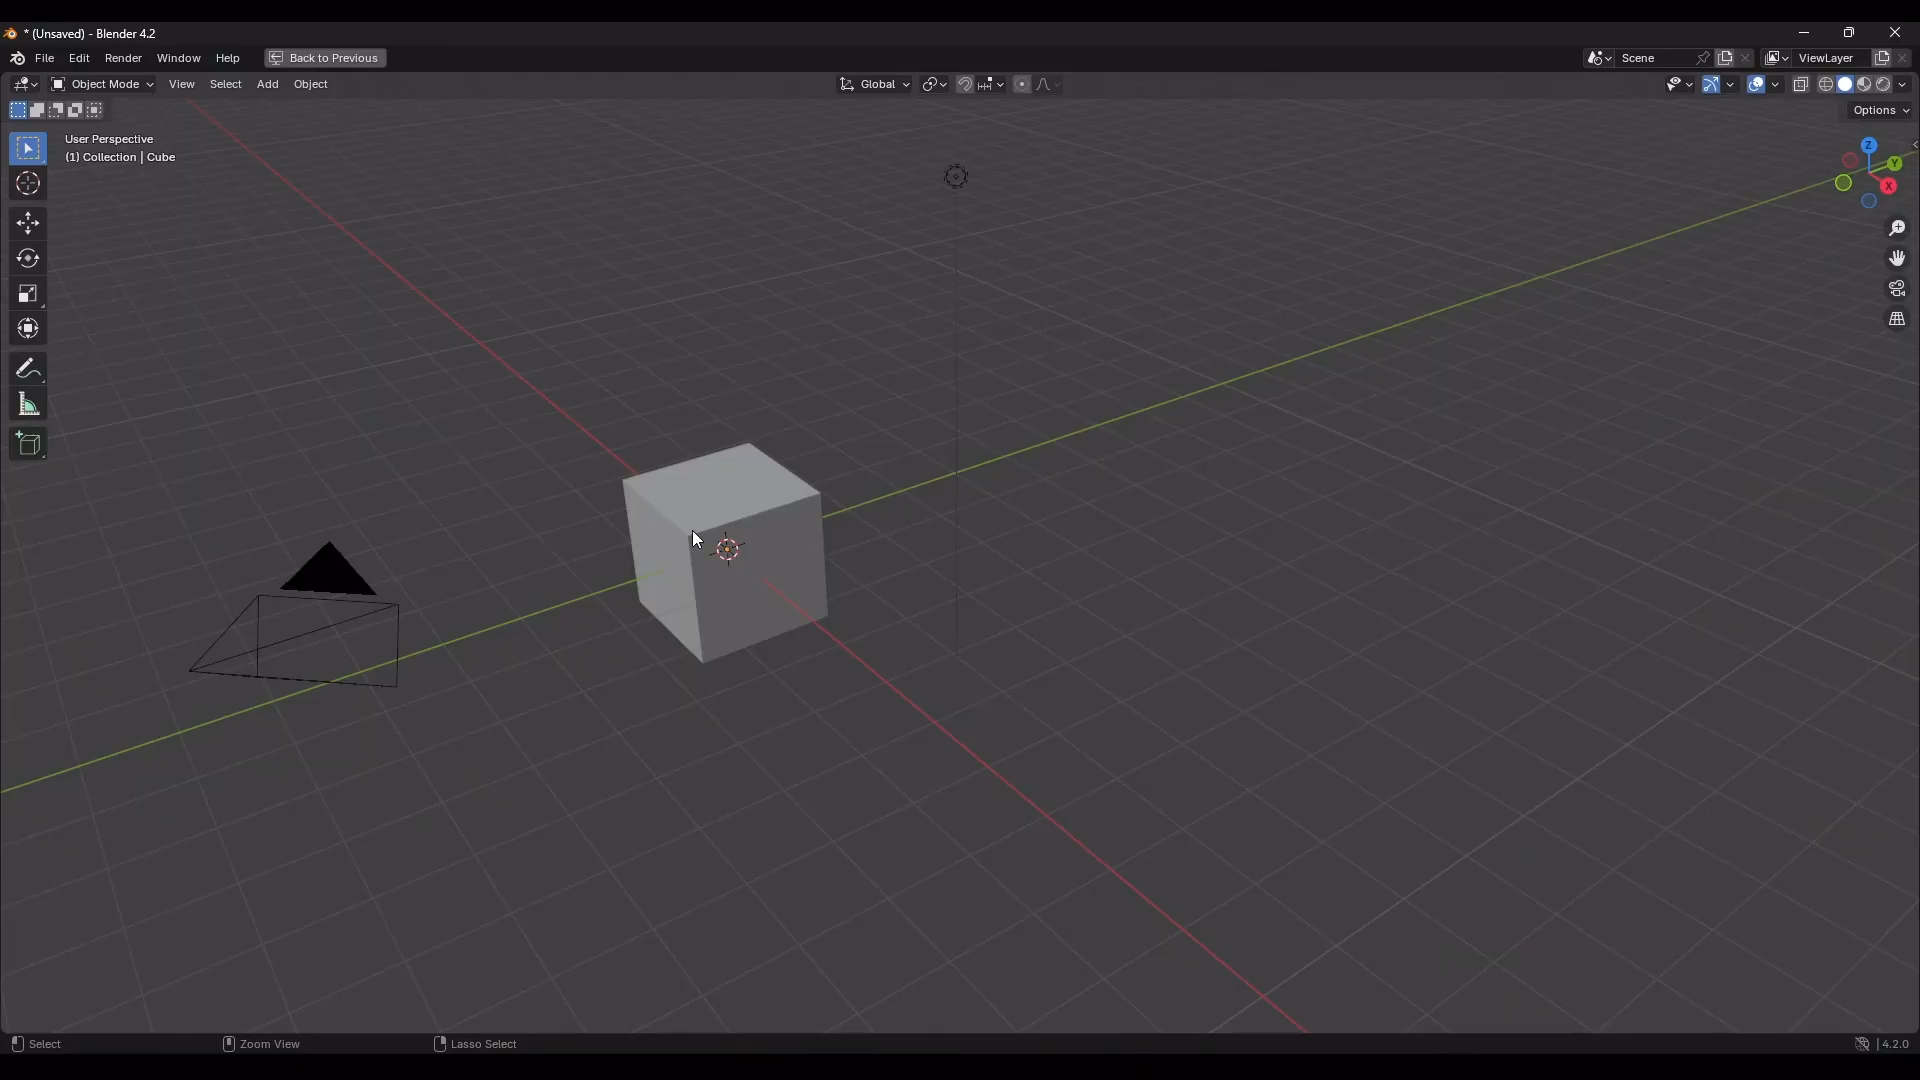 * (Unsaved) - Blender 4.2
File Edit Render Window Help Back to Previous Scene ViewLayer
Object Mode View Select Add Object Global
Options
User Perspective
(1) Collection | Cube
Z
Y
X
Select Zoom View Lasso Select 4.2.0